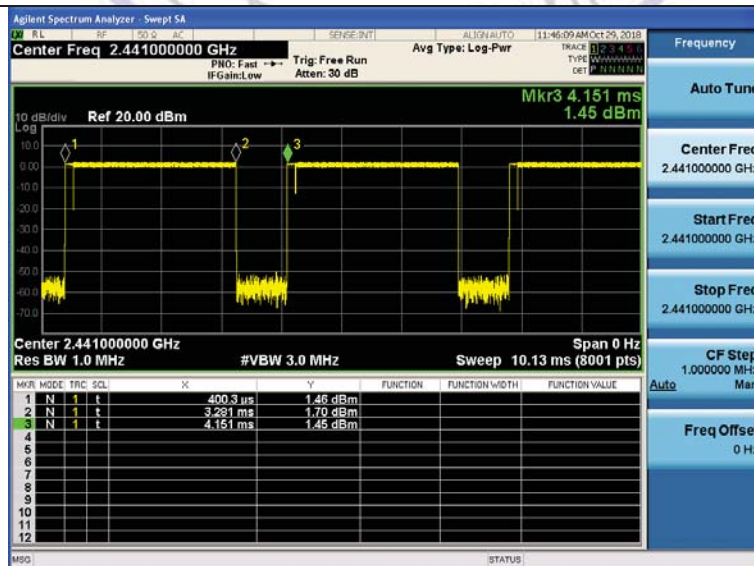 Agilent Spectrum Analyzer - Swept SA
RL RF 50 Ω AC SENSE:INT ALIGN AUTO 11:46:09 AM Oct 29, 2018
Center Freq 2.441000000 GHz Avg Type: Log-Pwr TRACE 1 2 3 4 5 6
PNO: Fast Trig: Free Run TYPE WWWWWW
IFGain:Low Atten: 30 dB DET P N N N N N
Mkr3 4.151 ms
10 dB/div Ref 20.00 dBm 1.45 dBm
Log
1 2 3
10.0
0.00
-10.0
-20.0
-30.0
-40.0
-50.0
-60.0
-70.0
Center 2.441000000 GHz Span 0 Hz
Res BW 1.0 MHz #VBW 3.0 MHz Sweep 10.13 ms (8001 pts)
MKR MODE TRC SCL X Y FUNCTION FUNCTION WIDTH FUNCTION VALUE
1 N 1 t 400.3 us 1.46 dBm
2 N 1 t 3.281 ms 1.70 dBm
3 N 1 t 4.151 ms 1.45 dBm
4
5
6
7
8
9
10
11
12
MSG STATUS
Frequency
Auto Tune
Center Freq
2.441000000 GHz
Start Freq
2.441000000 GHz
Stop Freq
2.441000000 GHz
CF Step
1.000000 MHz
Auto Man
Freq Offset
0 Hz